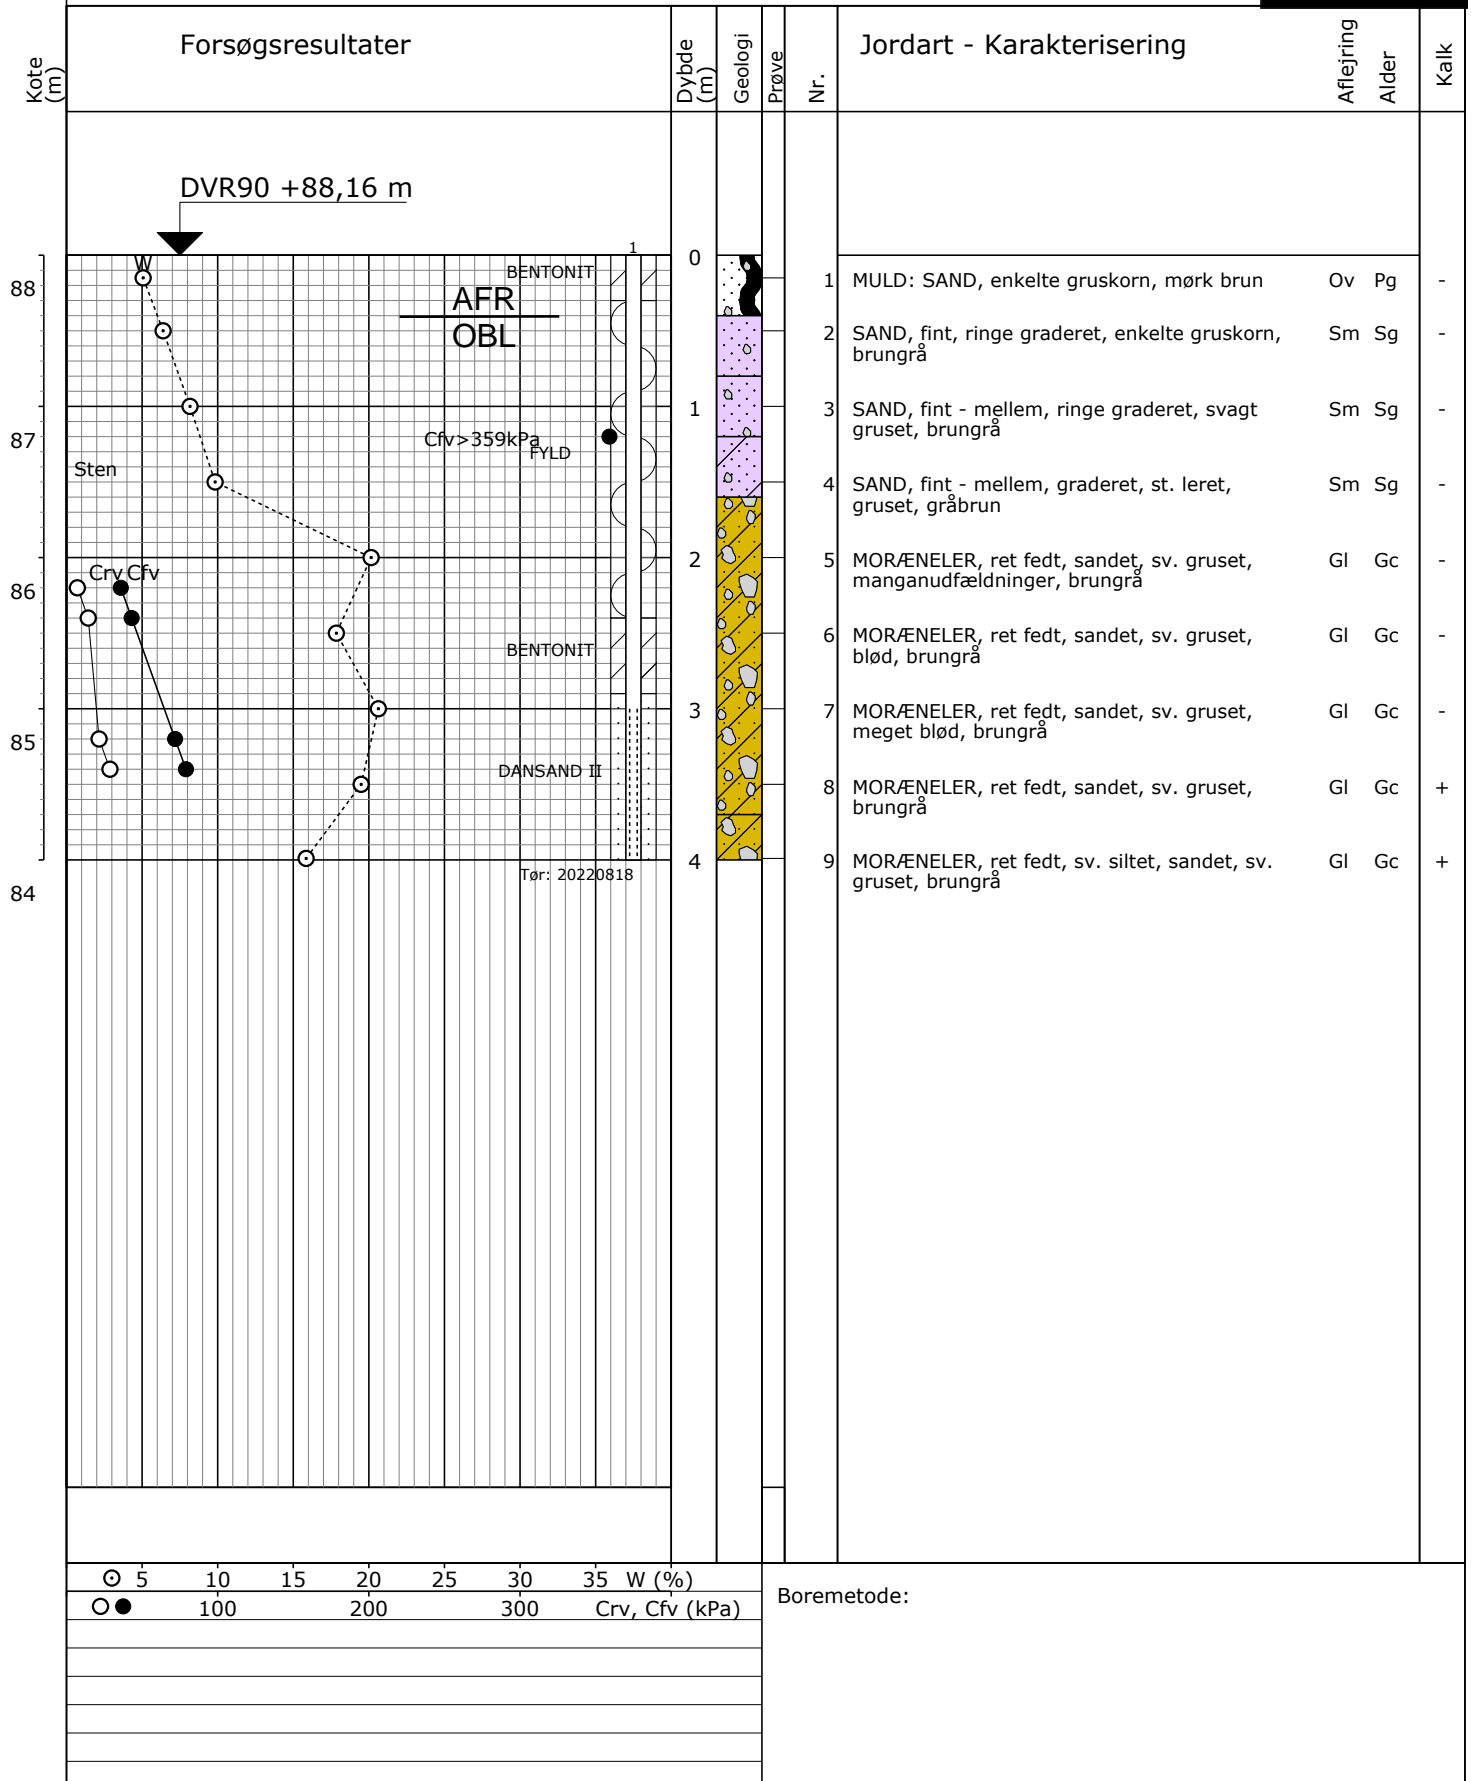 Kote
(m)
Forsøgsresultater
Dybde
(m)
Geologi
Prøve
Nr.
Jordart - Karakterisering
Aflejring
Alder
Kalk
DVR90 +88,16 m
1
0
W
BENTONIT
88
AFR
OBL
1 MULD: SAND, enkelte gruskorn, mørk brun Ov Pg -
2 SAND, fint, ringe graderet, enkelte gruskorn, Sm Sg -
brungrå
1
87
Cfv>359kPa
FYLD
Sten
3 SAND, fint - mellem, ringe graderet, svagt Sm Sg -
gruset, brungrå
4 SAND, fint - mellem, graderet, st. leret, Sm Sg -
gruset, gråbrun
2
Crv Cfv
86
5 MORÆNELER, ret fedt, sandet, sv. gruset, Gl Gc -
manganudfældninger, brungrå
BENTONIT
6 MORÆNELER, ret fedt, sandet, sv. gruset, Gl Gc -
blød, brungrå
3
85
7 MORÆNELER, ret fedt, sandet, sv. gruset, Gl Gc -
meget blød, brungrå
DANSAND II
8 MORÆNELER, ret fedt, sandet, sv. gruset, Gl Gc +
brungrå
4
Tør: 20220818
84
9 MORÆNELER, ret fedt, sv. siltet, sandet, sv. Gl Gc +
gruset, brungrå
5 10 15 20 25 30 35 W (%)
100 200 300 Crv, Cfv (kPa)
Boremetode: